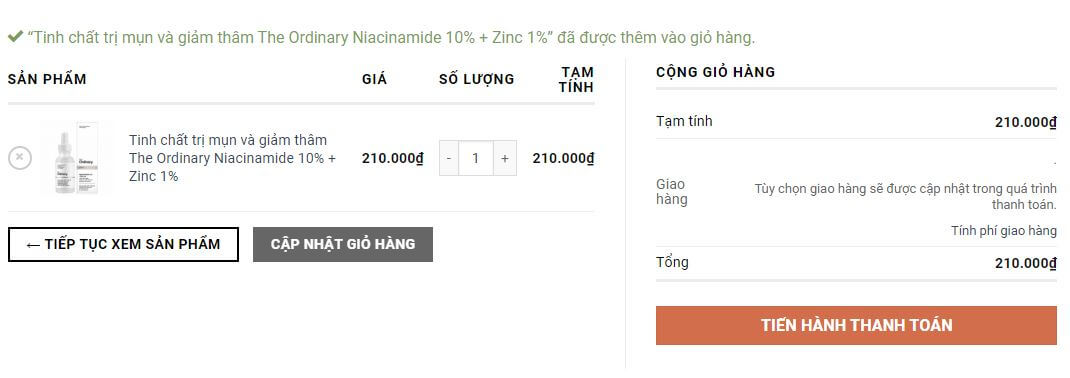 “Tinh chất trị mụn và giảm thâm The Ordinary Niacinamide 10% + Zinc 1%” đã được thêm vào giỏ hàng.
SẢN PHẨM GIÁ SỐ LƯỢNG TẠM
TÍNH
Tinh chất trị mụn và giảm thâm
The Ordinary Niacinamide 10% +
Zinc 1%
210.000₫ - 1 + 210.000₫
← TIẾP TỤC XEM SẢN PHẨM CẬP NHẬT GIỎ HÀNG
CỘNG GIỎ HÀNG
Tạm tính 210.000₫
.
Giao
hàng
Tùy chọn giao hàng sẽ được cập nhật trong quá trình
thanh toán.
Tính phí giao hàng
Tổng 210.000₫
TIẾN HÀNH THANH TOÁN